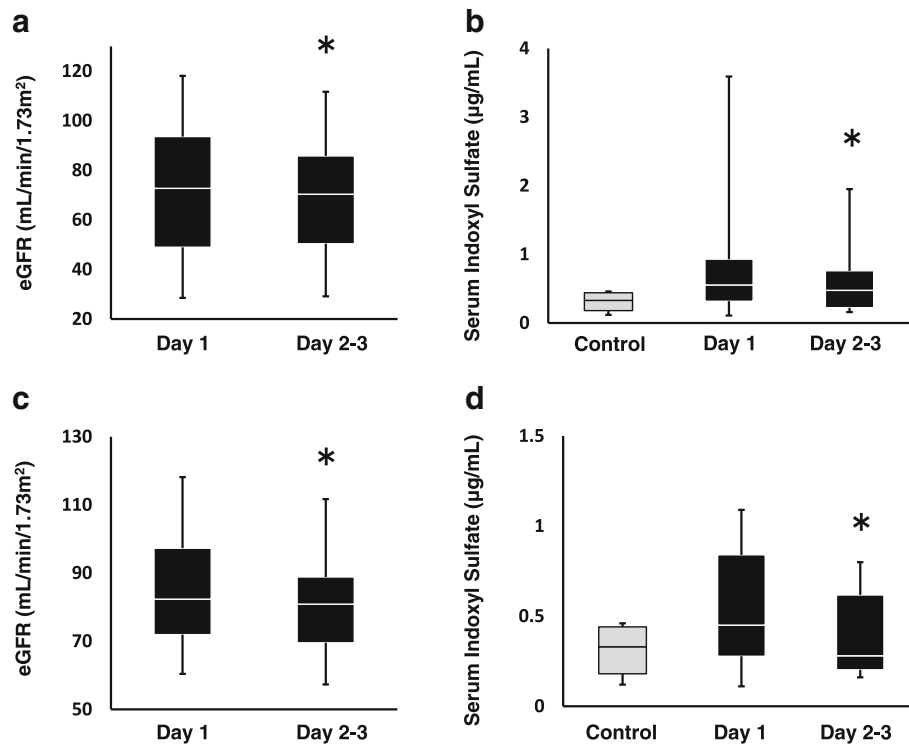 a
eGFR (mL/min/1.73m²)
120
100
80
60
40
20
*
Day 1
Day 2-3
b
Serum Indoxyl Sulfate (µg/mL)
4
3
2
1
0
*
Control
Day 1
Day 2-3
c
eGFR (mL/min/1.73m²)
130
110
90
70
50
*
Day 1
Day 2-3
d
Serum Indoxyl Sulfate (µg/mL)
1.5
1
0.5
0
*
Control
Day 1
Day 2-3